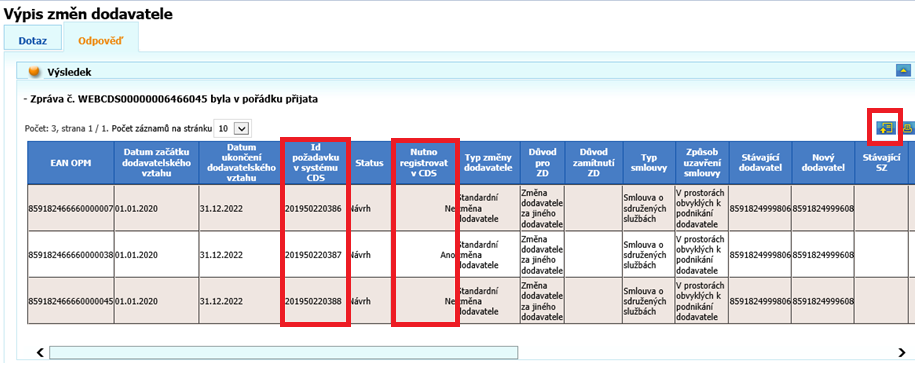 Výpis změn dodavatele
Dotaz
Odpověď
Výsledek
- Zpráva č. WEBCDS00000006466045 byla v pořádku přijata
Počet: 3, strana 1 / 1. Počet záznamů na stránku 10
EAN OPM
Datum začátku
dodavatelského
vztahu
Datum
ukončení
dodavatelského
vztahu
Id
požadavku
v systému
CDS
Status
Nutno
registrovat
v CDS
Typ změny
dodavatele
Důvod
pro
ZD
Důvod
zamítnutí
ZD
Typ
smlouvy
Způsob
uzavření
smlouvy
Stávající
dodavatel
Nový
dodavatel
Stávající
SZ
859182466660000007
01.01.2020
31.12.2022
201950220386
Návrh
Ne
Standardní
změna
dodavatele
Změna
dodavatele
za jiného
dodavatel
Smlouva o
sdružených
službách
V prostorách
obvyklých k
podnikání
dodavatele
8591824999806
8591824999608
859182466660000038
01.01.2020
31.12.2022
201950220387
Návrh
Ano
Standardní
změna
dodavatele
Změna
dodavatele
za jiného
dodavatel
Smlouva o
sdružených
službách
V prostorách
obvyklých k
podnikání
dodavatele
8591824999806
8591824999608
859182466660000045
01.01.2020
31.12.2022
201950220388
Návrh
Ne
Standardní
změna
dodavatele
Změna
dodavatele
za jiného
dodavatel
Smlouva o
sdružených
službách
V prostorách
obvyklých k
podnikání
dodavatele
8591824999806
8591824999608